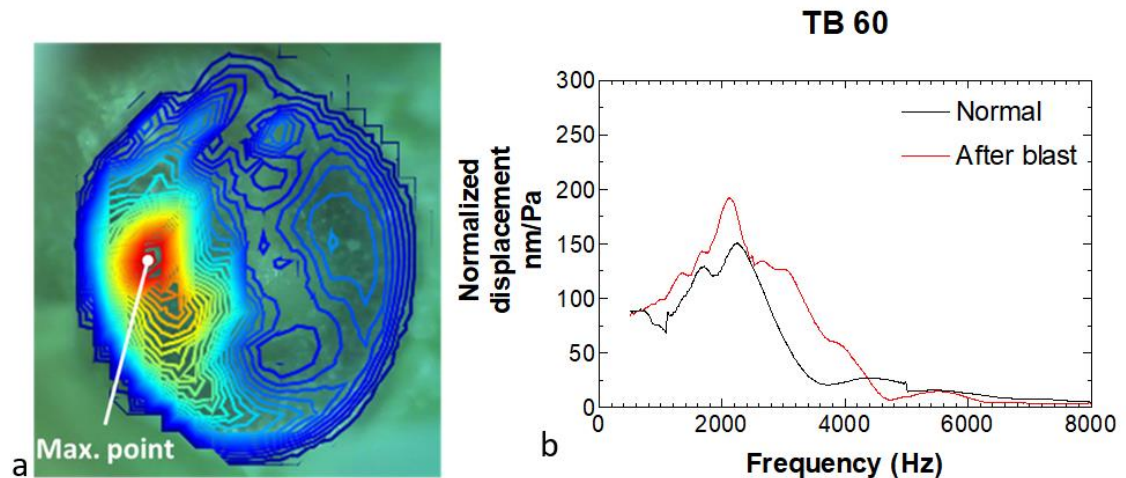 TB 60
Max. point
a
Normalized
displacement
nm/Pa
300
250
200
150
100
50
0
Normal
After blast
0
2000
4000
6000
8000
b
Frequency (Hz)